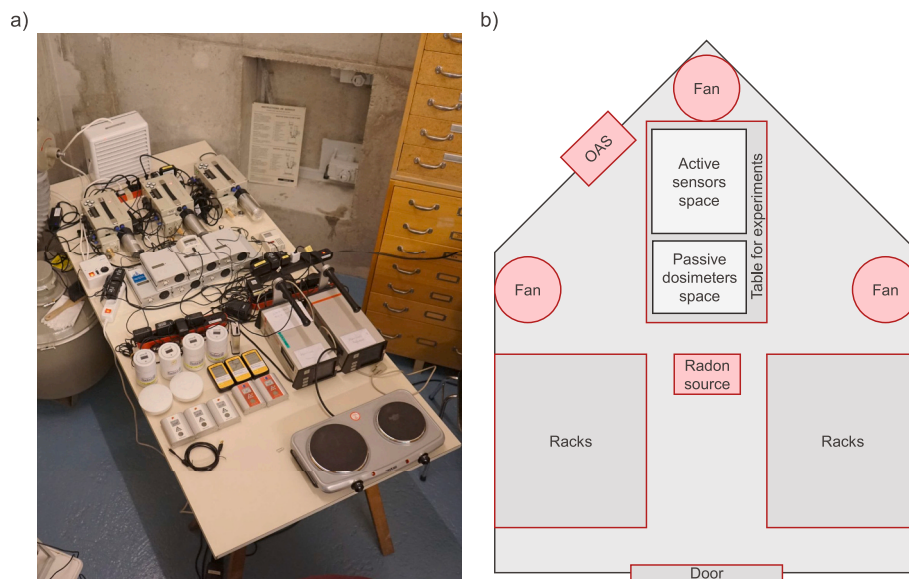 a)
b)
Fan
OAS
Active
sensors
space
Table for experiments
Passive
dosimeters
space
Fan
Fan
Radon
source
Racks
Racks
Door